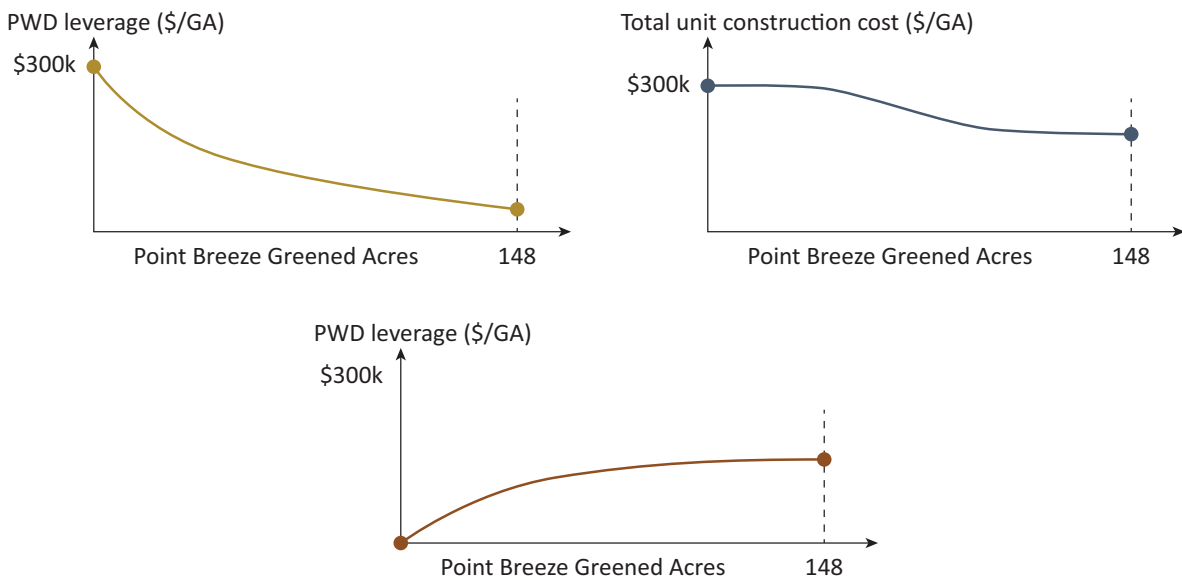 PWD leverage ($/GA)
$300k
Point Breeze Greened Acres
148
Total unit construction cost ($/GA)
$300k
Point Breeze Greened Acres
148
PWD leverage ($/GA)
$300k
Point Breeze Greened Acres
148